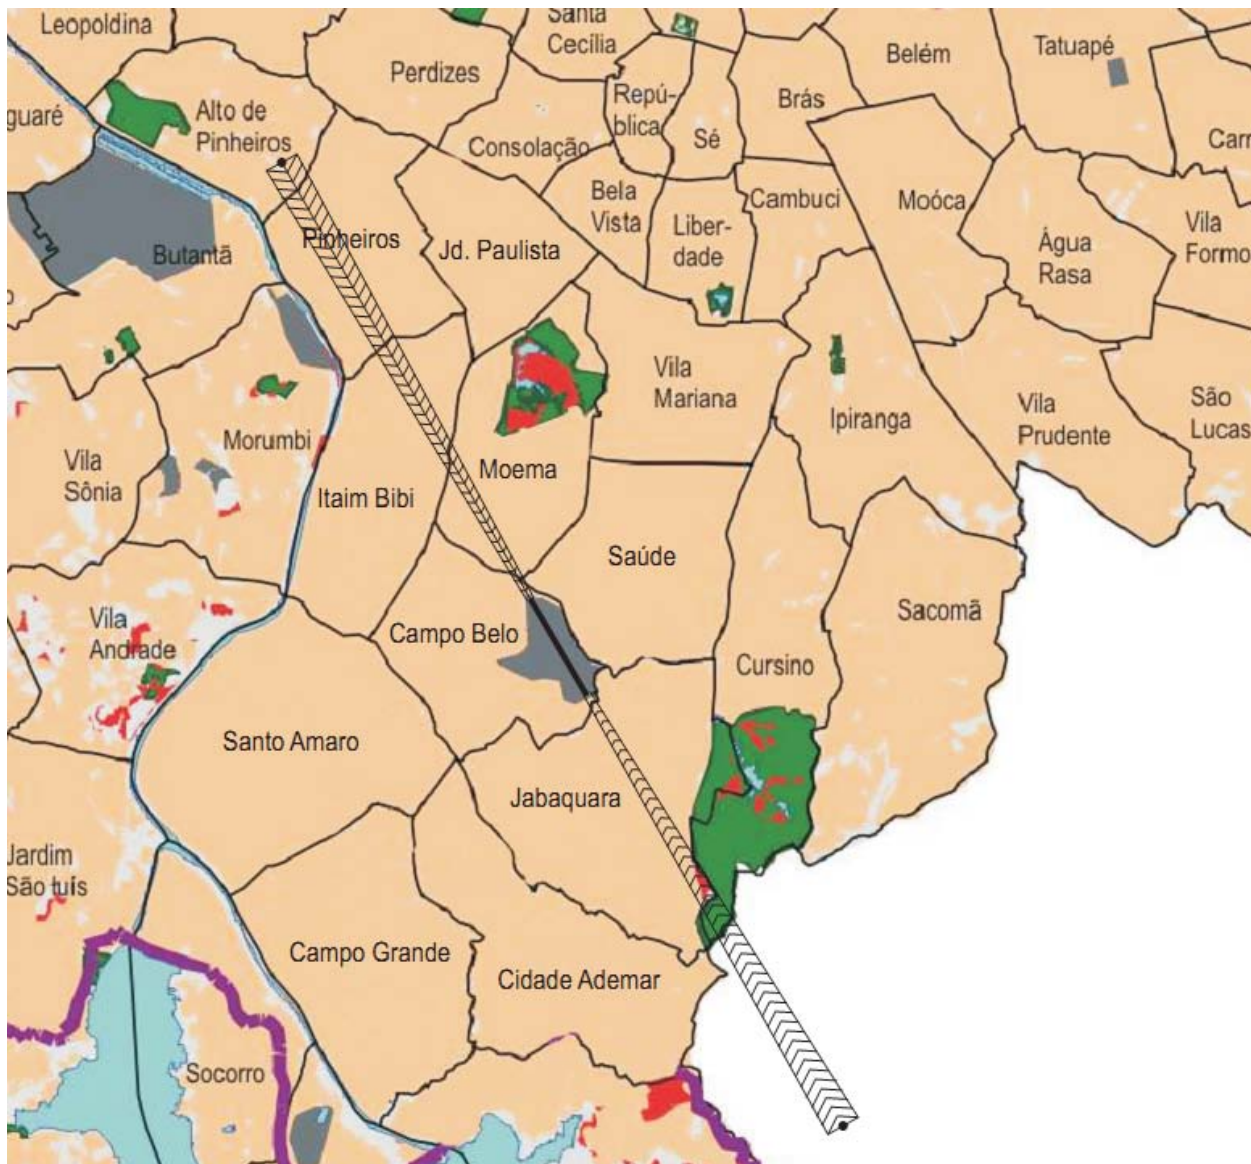 Leopoldina
Santa
Cecília
Perdizes
Belém
Tatuapé
guaré
Alto de
Pinheiros
Consolação
Repú-
blica
Sé
Brás
Carr
Butantã
Pinheiros
Jd. Paulista
Bela
Vista
Liber-
dade
Cambuci
Moóca
Água
Rasa
Vila
Formo
Vila
Sônia
Morumbi
Itaim Bibi
Moema
Vila
Mariana
Ipiranga
Vila
Prudente
São
Lucas
Saúde
Vila
Andrade
Campo Belo
Cursino
Sacomã
Santo Amaro
Jabaquara
Jardim
São luís
Campo Grande
Cidade Ademar
Socorro